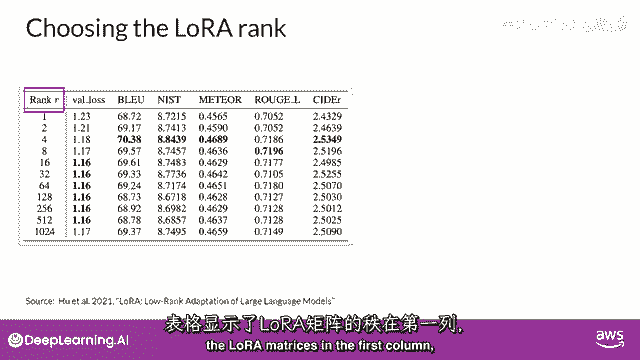 Choosing the LoRA rank
Rank r val_loss BLEU NIST METEOR ROUGE_L CIDEr
1 1.23 68.72 8.7215 0.4565 0.7052 2.4329
2 1.21 69.17 8.7413 0.4590 0.7052 2.4639
4 1.18 70.38 8.8439 0.4689 0.7186 2.5349
8 1.17 69.57 8.7457 0.4636 0.7196 2.5196
16 1.16 69.61 8.7483 0.4629 0.7177 2.4985
32 1.16 69.33 8.7736 0.4642 0.7105 2.5255
64 1.16 69.24 8.7174 0.4651 0.7180 2.5070
128 1.16 68.73 8.6718 0.4628 0.7127 2.5030
256 1.16 68.92 8.6982 0.4629 0.7128 2.5012
512 1.16 68.78 8.6857 0.4637 0.7128 2.5025
1024 1.17 69.37 8.7495 0.4659 0.7149 2.5090
Source: Hu et al. 2021, "LoRA: Low-Rank Adaptation of Large Language Models"
表格显示了LoRA矩阵的秩在第一列,
the LoRA matrices in the first column,
DeepLearning.AI
aws